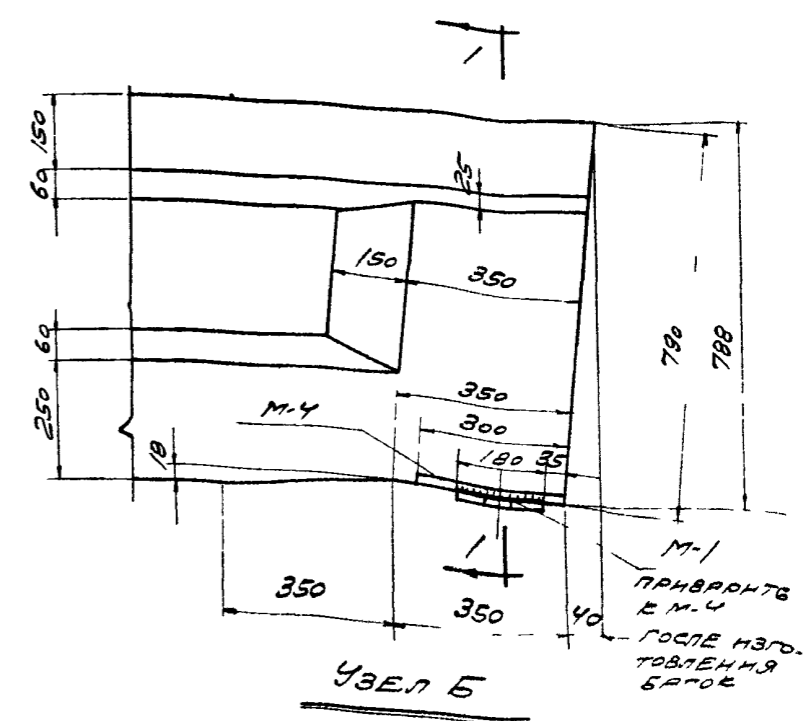 1
150
60
25
150
350
60
250
790
788
350
М-4
300
18
180 35
1
М-1
ПРИВАРИТЬ
К М-4
ПОСЛЕ ИЗГО-
ТОВЛЕНИЯ
БАЛОК
350
350
40
УЗЕЛ Б